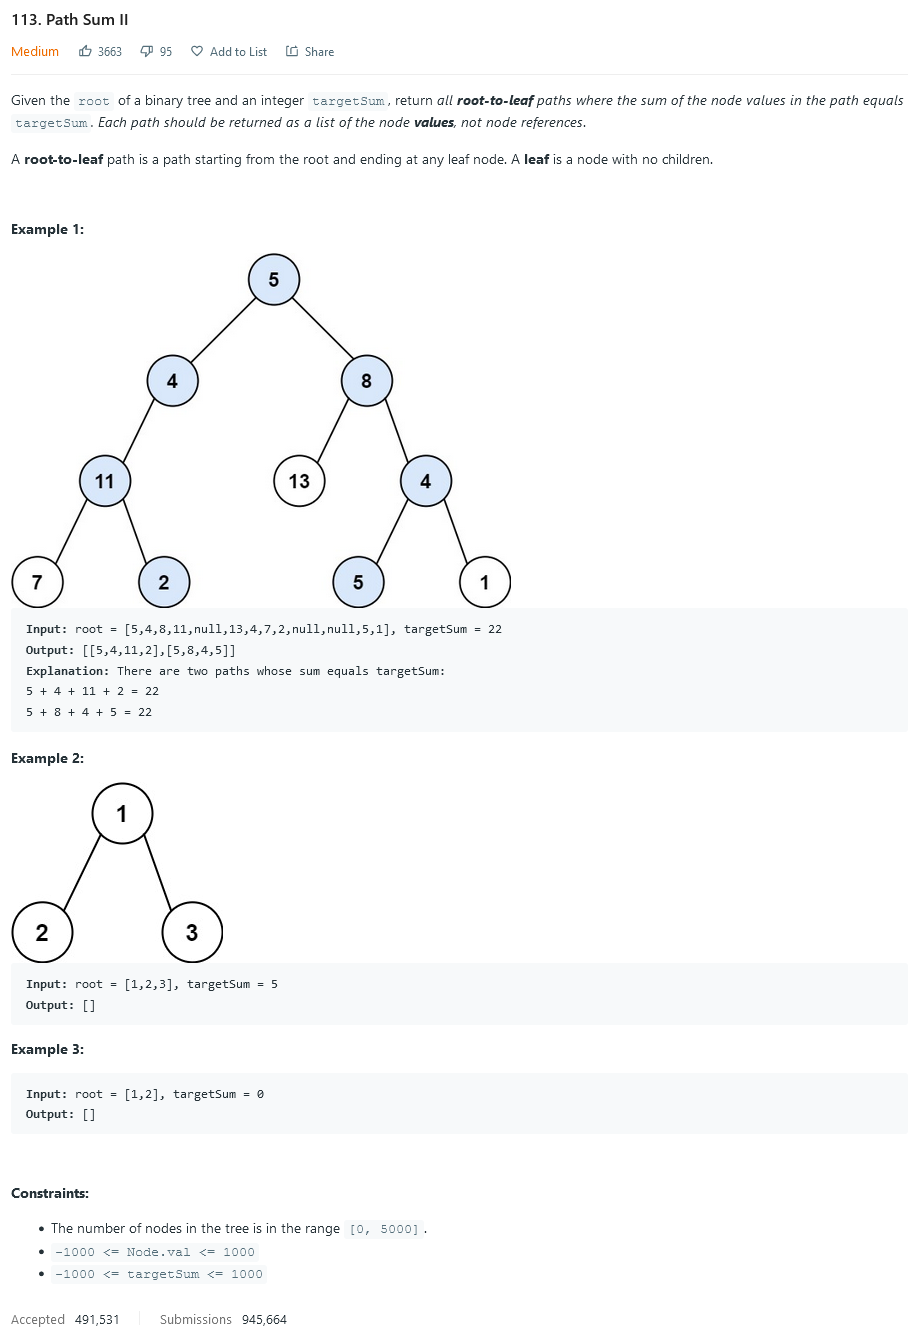 113. Path Sum II
Medium 3663 95 Add to List Share
Given the root of a binary tree and an integer targetSum, return all root-to-leaf paths where the sum of the node values in the path equals
targetSum. Each path should be returned as a list of the node values, not node references.
A root-to-leaf path is a path starting from the root and ending at any leaf node. A leaf is a node with no children.
Example 1:
5
4 8
11 13 4
7 2 5 1
Input: root = [5,4,8,11,null,13,4,7,2,null,null,5,1], targetSum = 22
Output: [[5,4,11,2],[5,8,4,5]]
Explanation: There are two paths whose sum equals targetSum:
5 + 4 + 11 + 2 = 22
5 + 8 + 4 + 5 = 22
Example 2:
1
2 3
Input: root = [1,2,3], targetSum = 5
Output: []
Example 3:
Input: root = [1,2], targetSum = 0
Output: []
Constraints:
• The number of nodes in the tree is in the range [0, 5000].
• -1000 <= Node.val <= 1000
• -1000 <= targetSum <= 1000
Accepted 491,531 Submissions 945,664